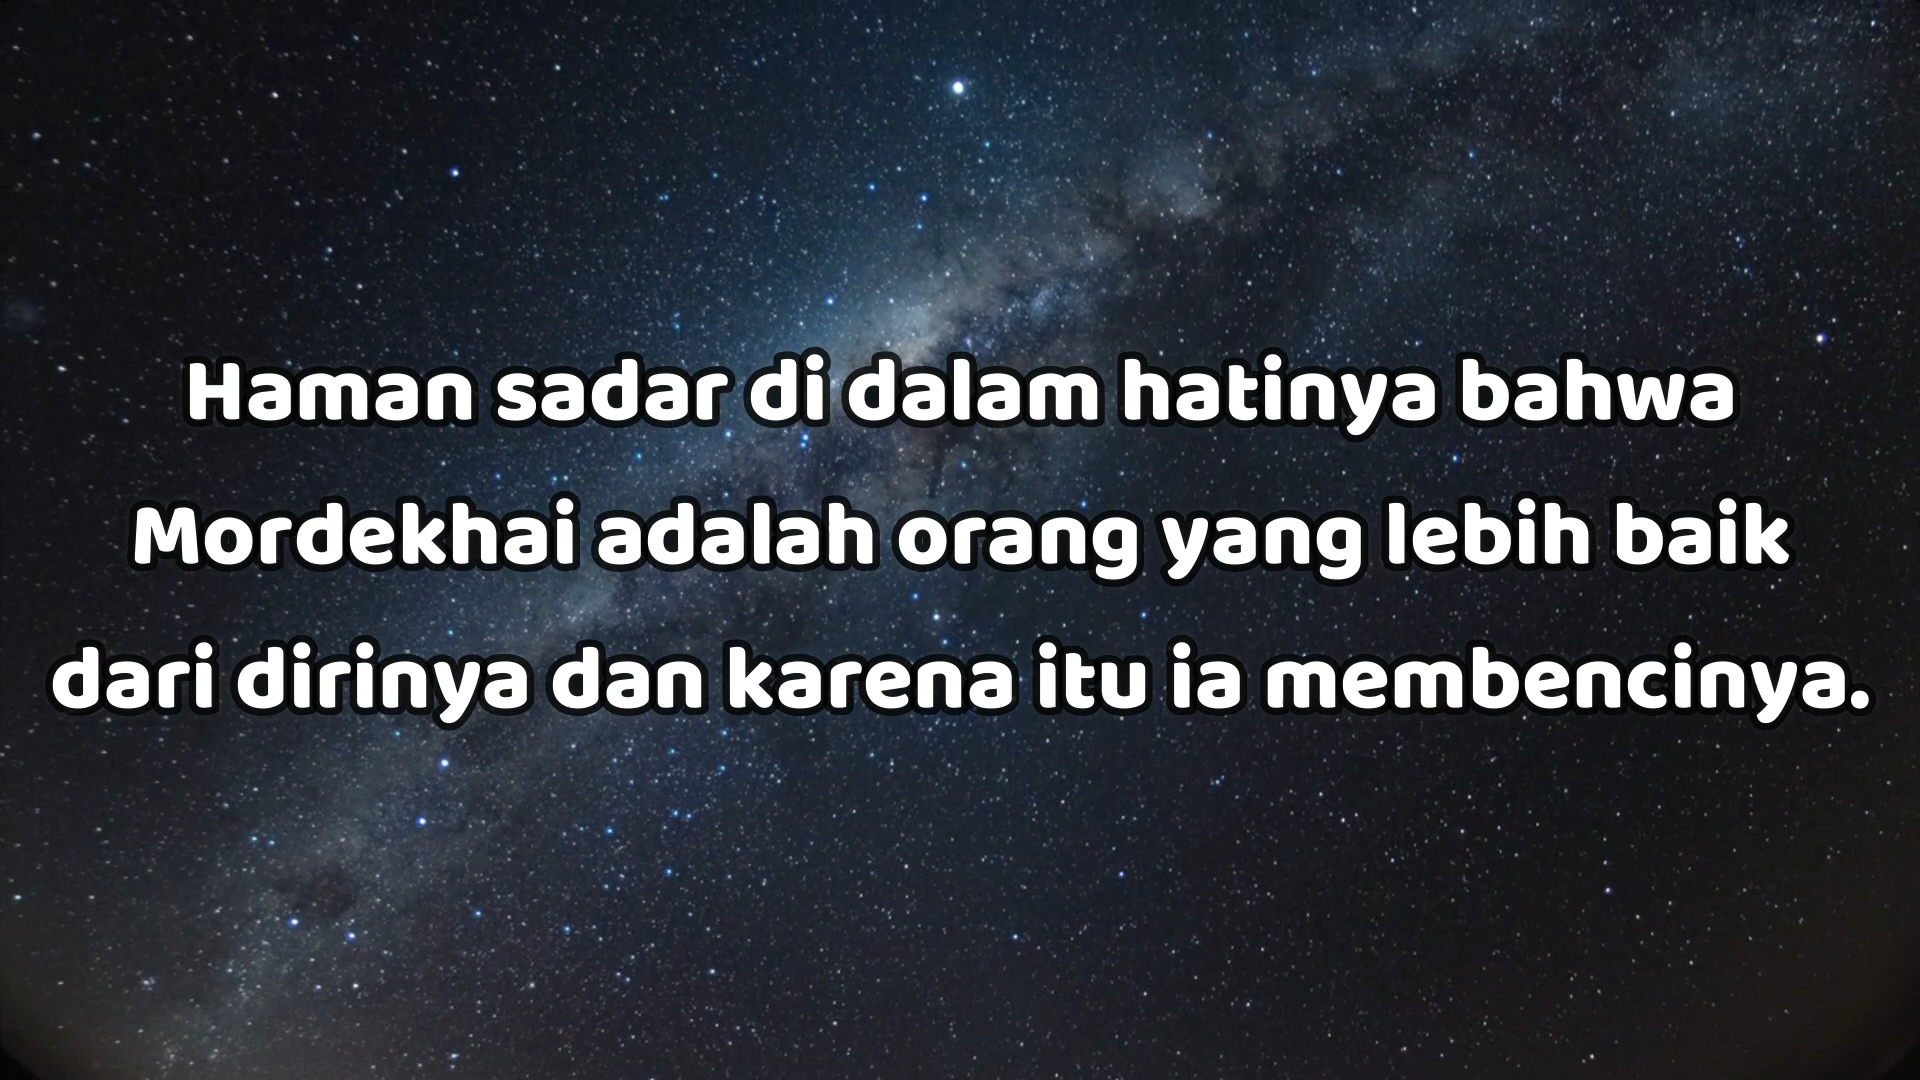 Haman sadar di dalam hatinya bahwa
Mordekhai adalah orang yang lebih baik
dari dirinya dan karena itu ia membencinya.